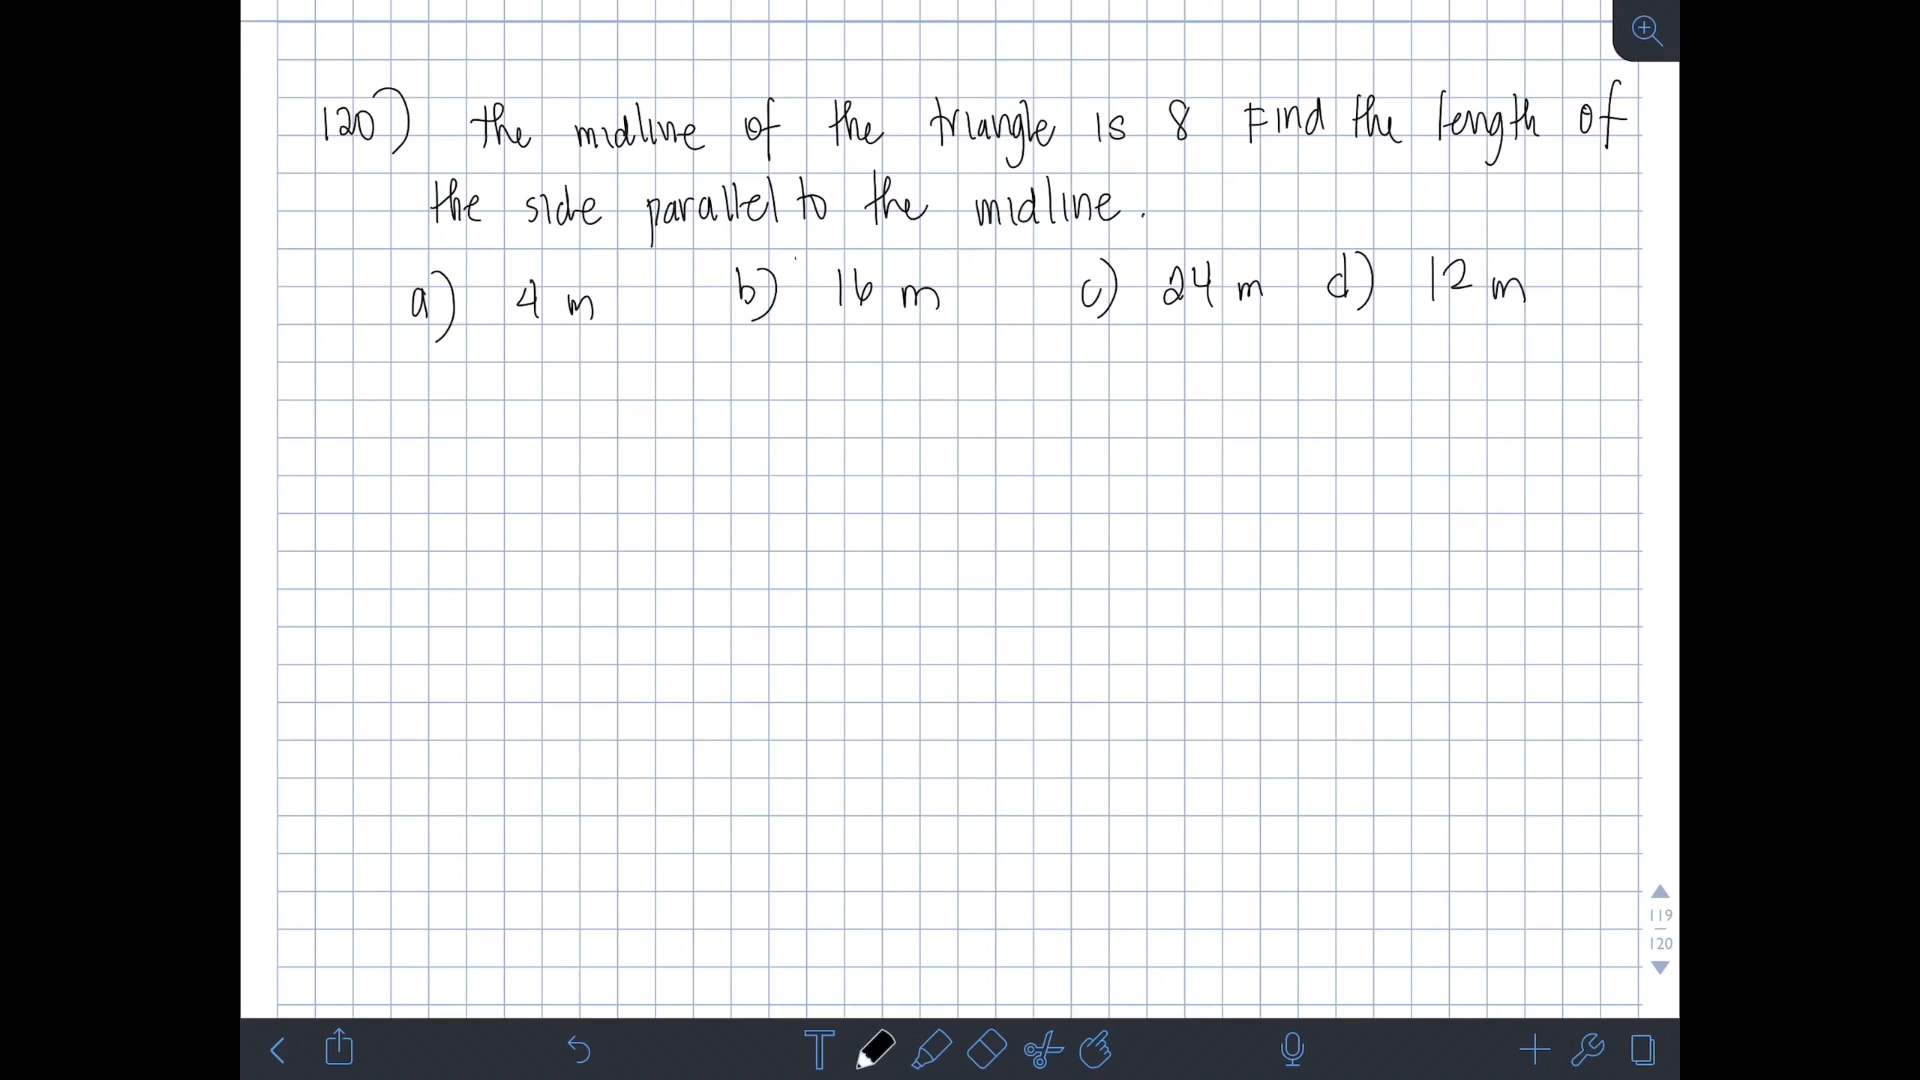 120) the midline of the triangle is 8 Find the length of
the side parallel to the midline.
a) 4 m b) 16 m c) 24 m d) 12 m
119
120
T